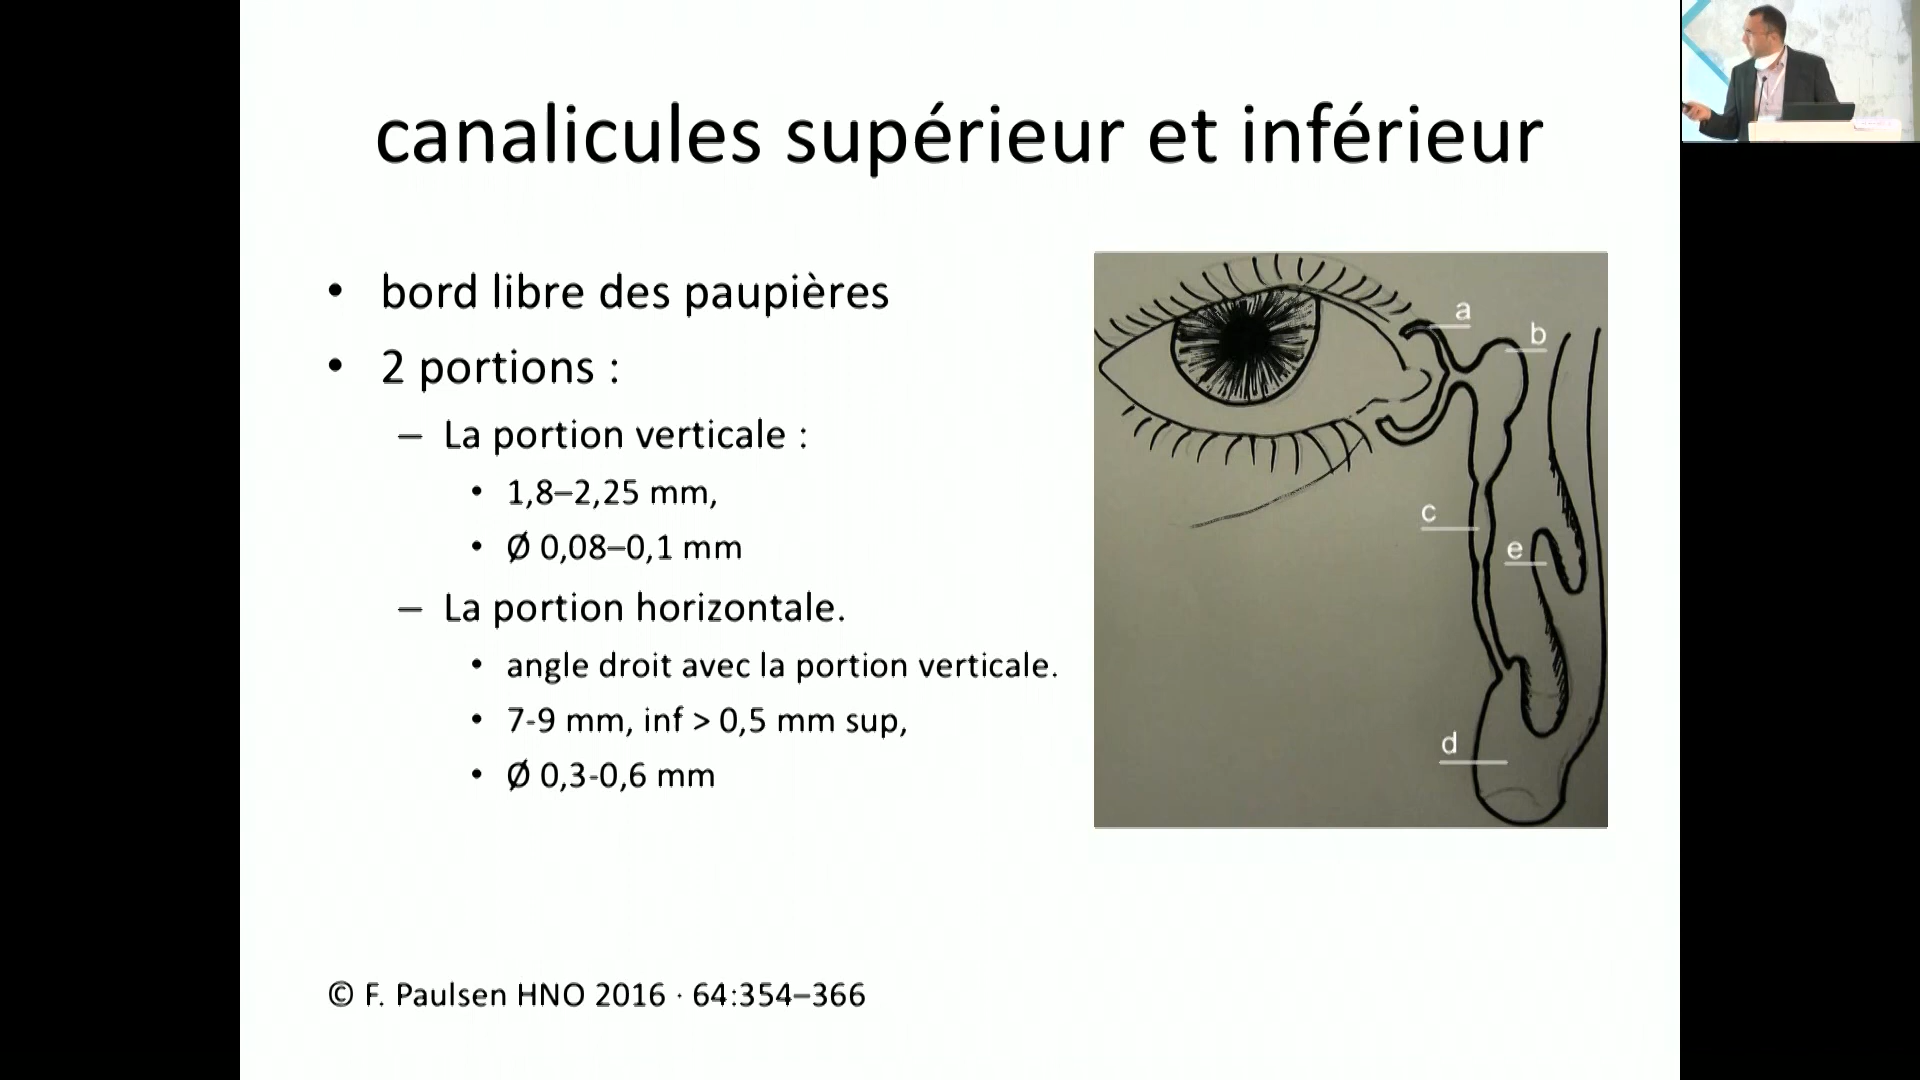 canalicules supérieur et inférieur
• bord libre des paupières
• 2 portions :
– La portion verticale :
• 1,8–2,25 mm,
• Ø 0,08–0,1 mm
– La portion horizontale.
• angle droit avec la portion verticale.
• 7-9 mm, inf > 0,5 mm sup,
• Ø 0,3-0,6 mm
a
b
c
e
d
© F. Paulsen HNO 2016 · 64:354–366